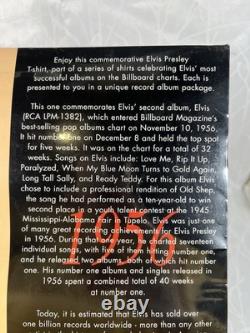 Enjoy this commemorative Elvis Presley
T-shirt, part of a series of shirts celebrating Elvis' most
successful albums on the Billboard charts. Each is
presented to you in a unique record album package.
This one commemorates Elvis' second album, Elvis
(RCA LPM-1382), which entered Billboard Magazine's
best-selling pop albums chart on November 10, 1956.
It hit number one on December 8 and held the top spot
for five weeks. It was on the chart for a total of 32
weeks. Songs on Elvis include: Love Me, Rip It Up,
Paralyzed, When My Blue Moon Turns to Gold Again,
Long Tall Sally, and Ready Teddy. For this album Elvis
chose to include a professional rendition of Old Shep,
the song he had performed as a ten-year-old to win
second place in the contest at the 1945
Mississippi-Alabama Fair in Tupelo. Elvis was just one
of many great recordings for Elvis Presley
in 1956. During that year, he had seventeen
individual songs, with five of them hitting number one,
and he released two albums, both of which hit
number one. His number one albums and singles released in
1956 spent a combined total of 40 weeks
at number one.
1956
Today, it is estimated that Elvis has sold over
one billion records worldwide - more than any other